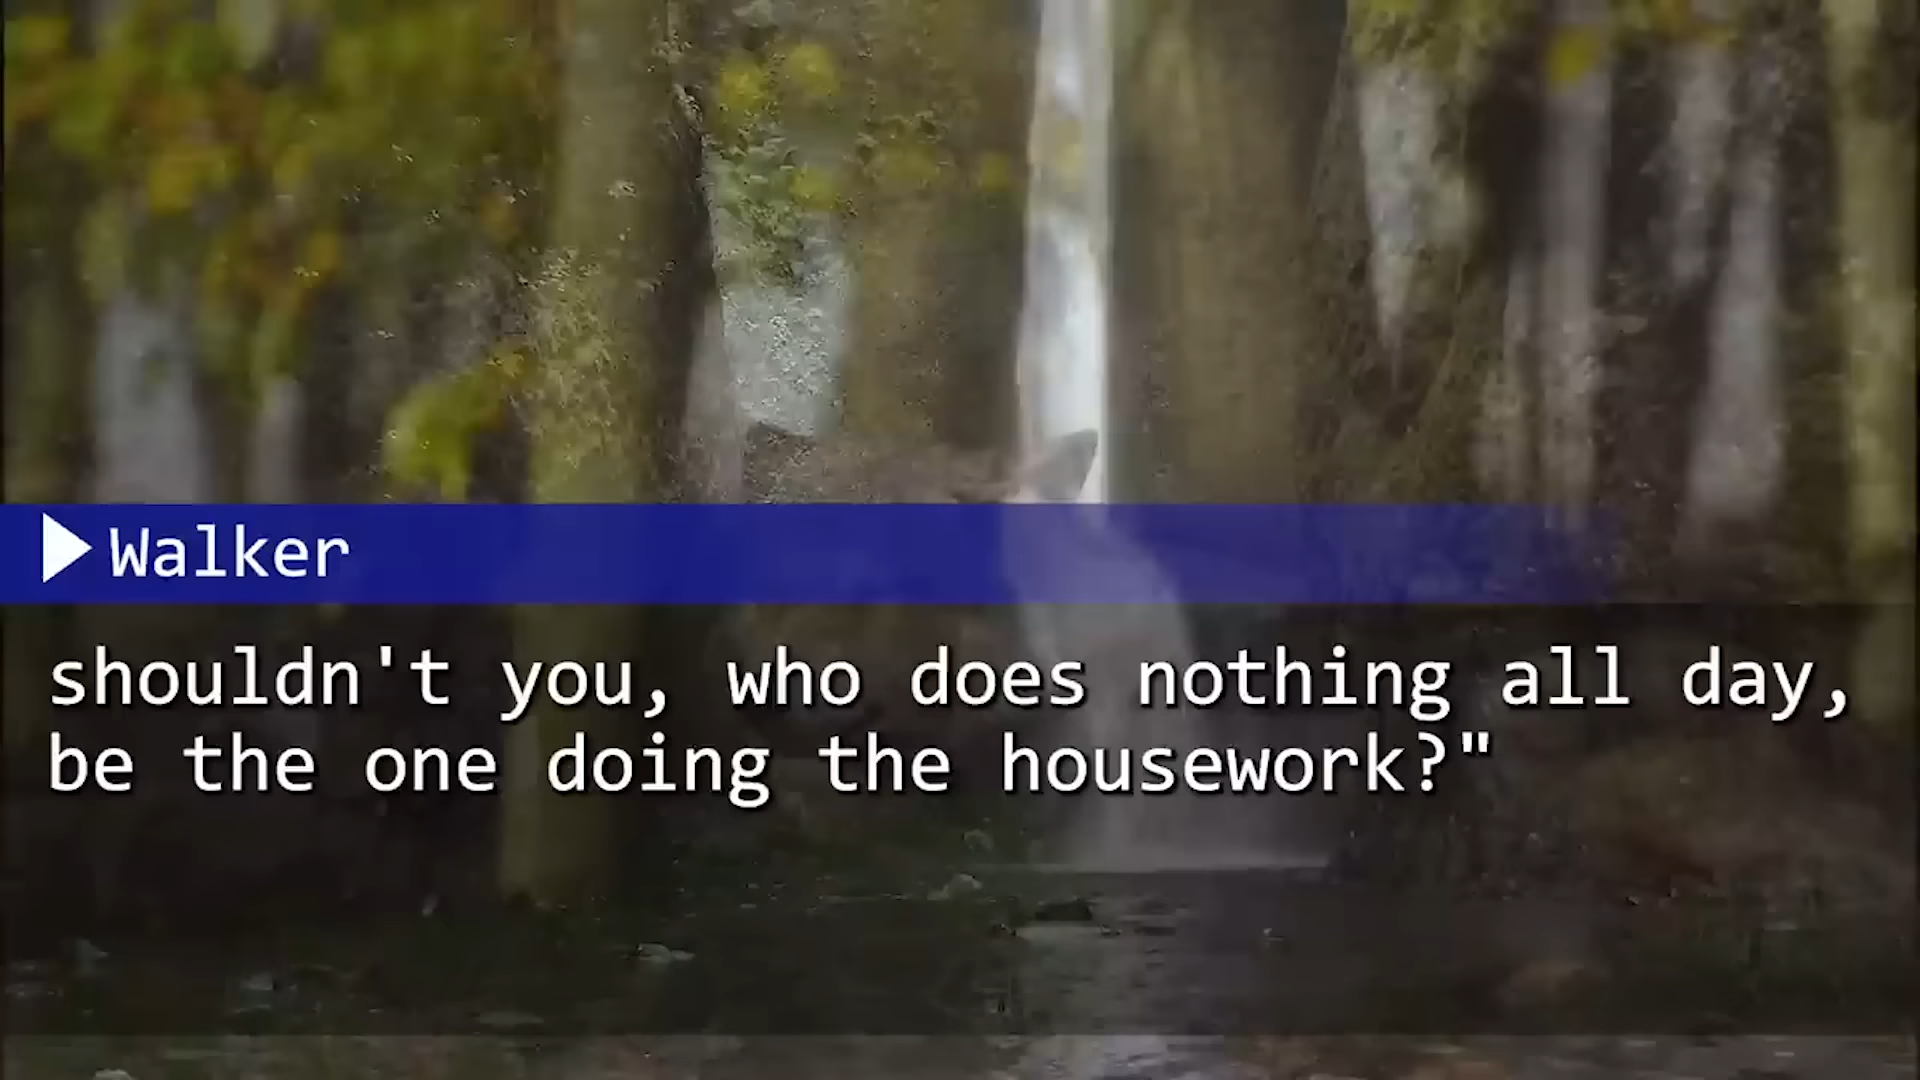 Walker
shouldn't you, who does nothing all day,
be the one doing the housework?"